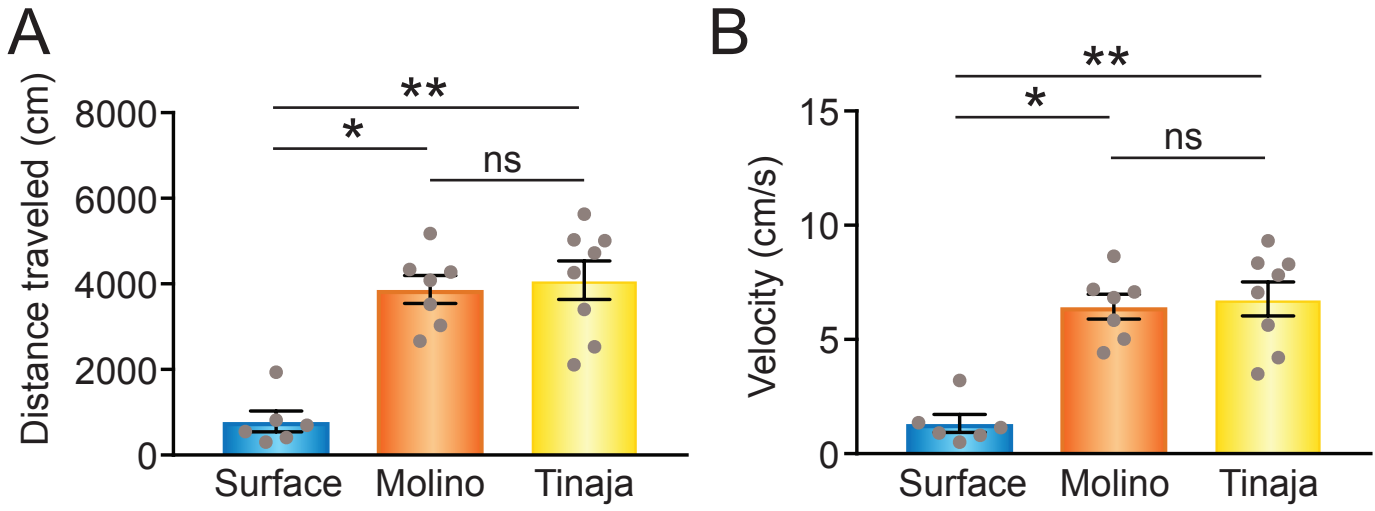 A
Distance traveled (cm)
8000
6000
4000
2000
0
**
*
ns
Surface Molino Tinaja
B
Velocity (cm/s)
15
10
5
0
**
*
ns
Surface Molino Tinaja